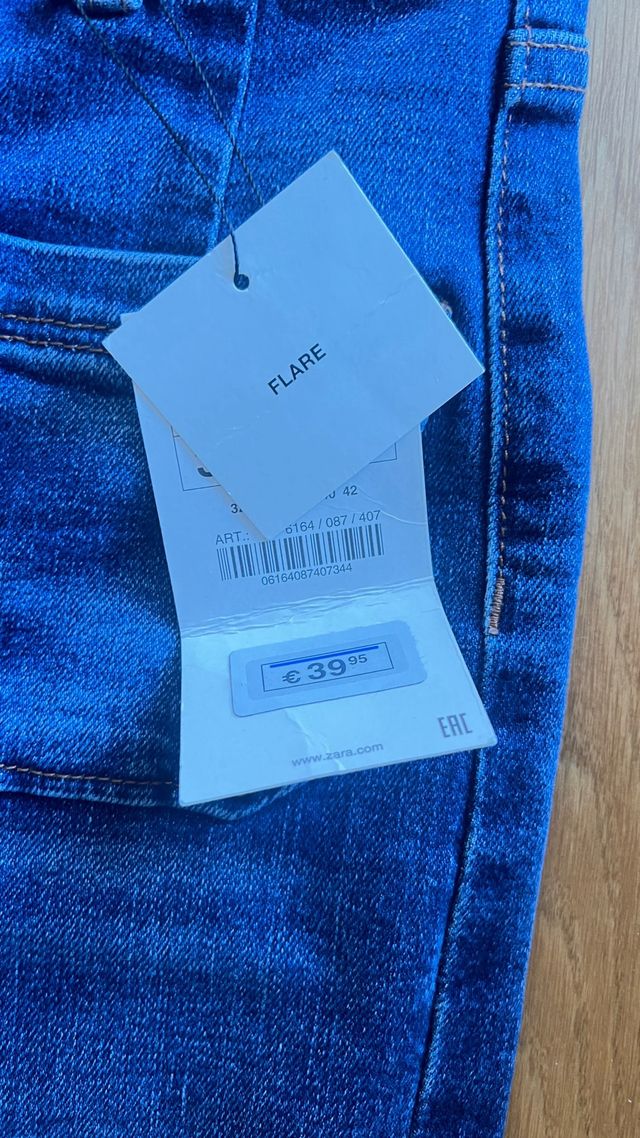 FLARE
42
ART.: 6164 / 087 / 407
06164087407344
€ 39 95
www.zara.com
EAC